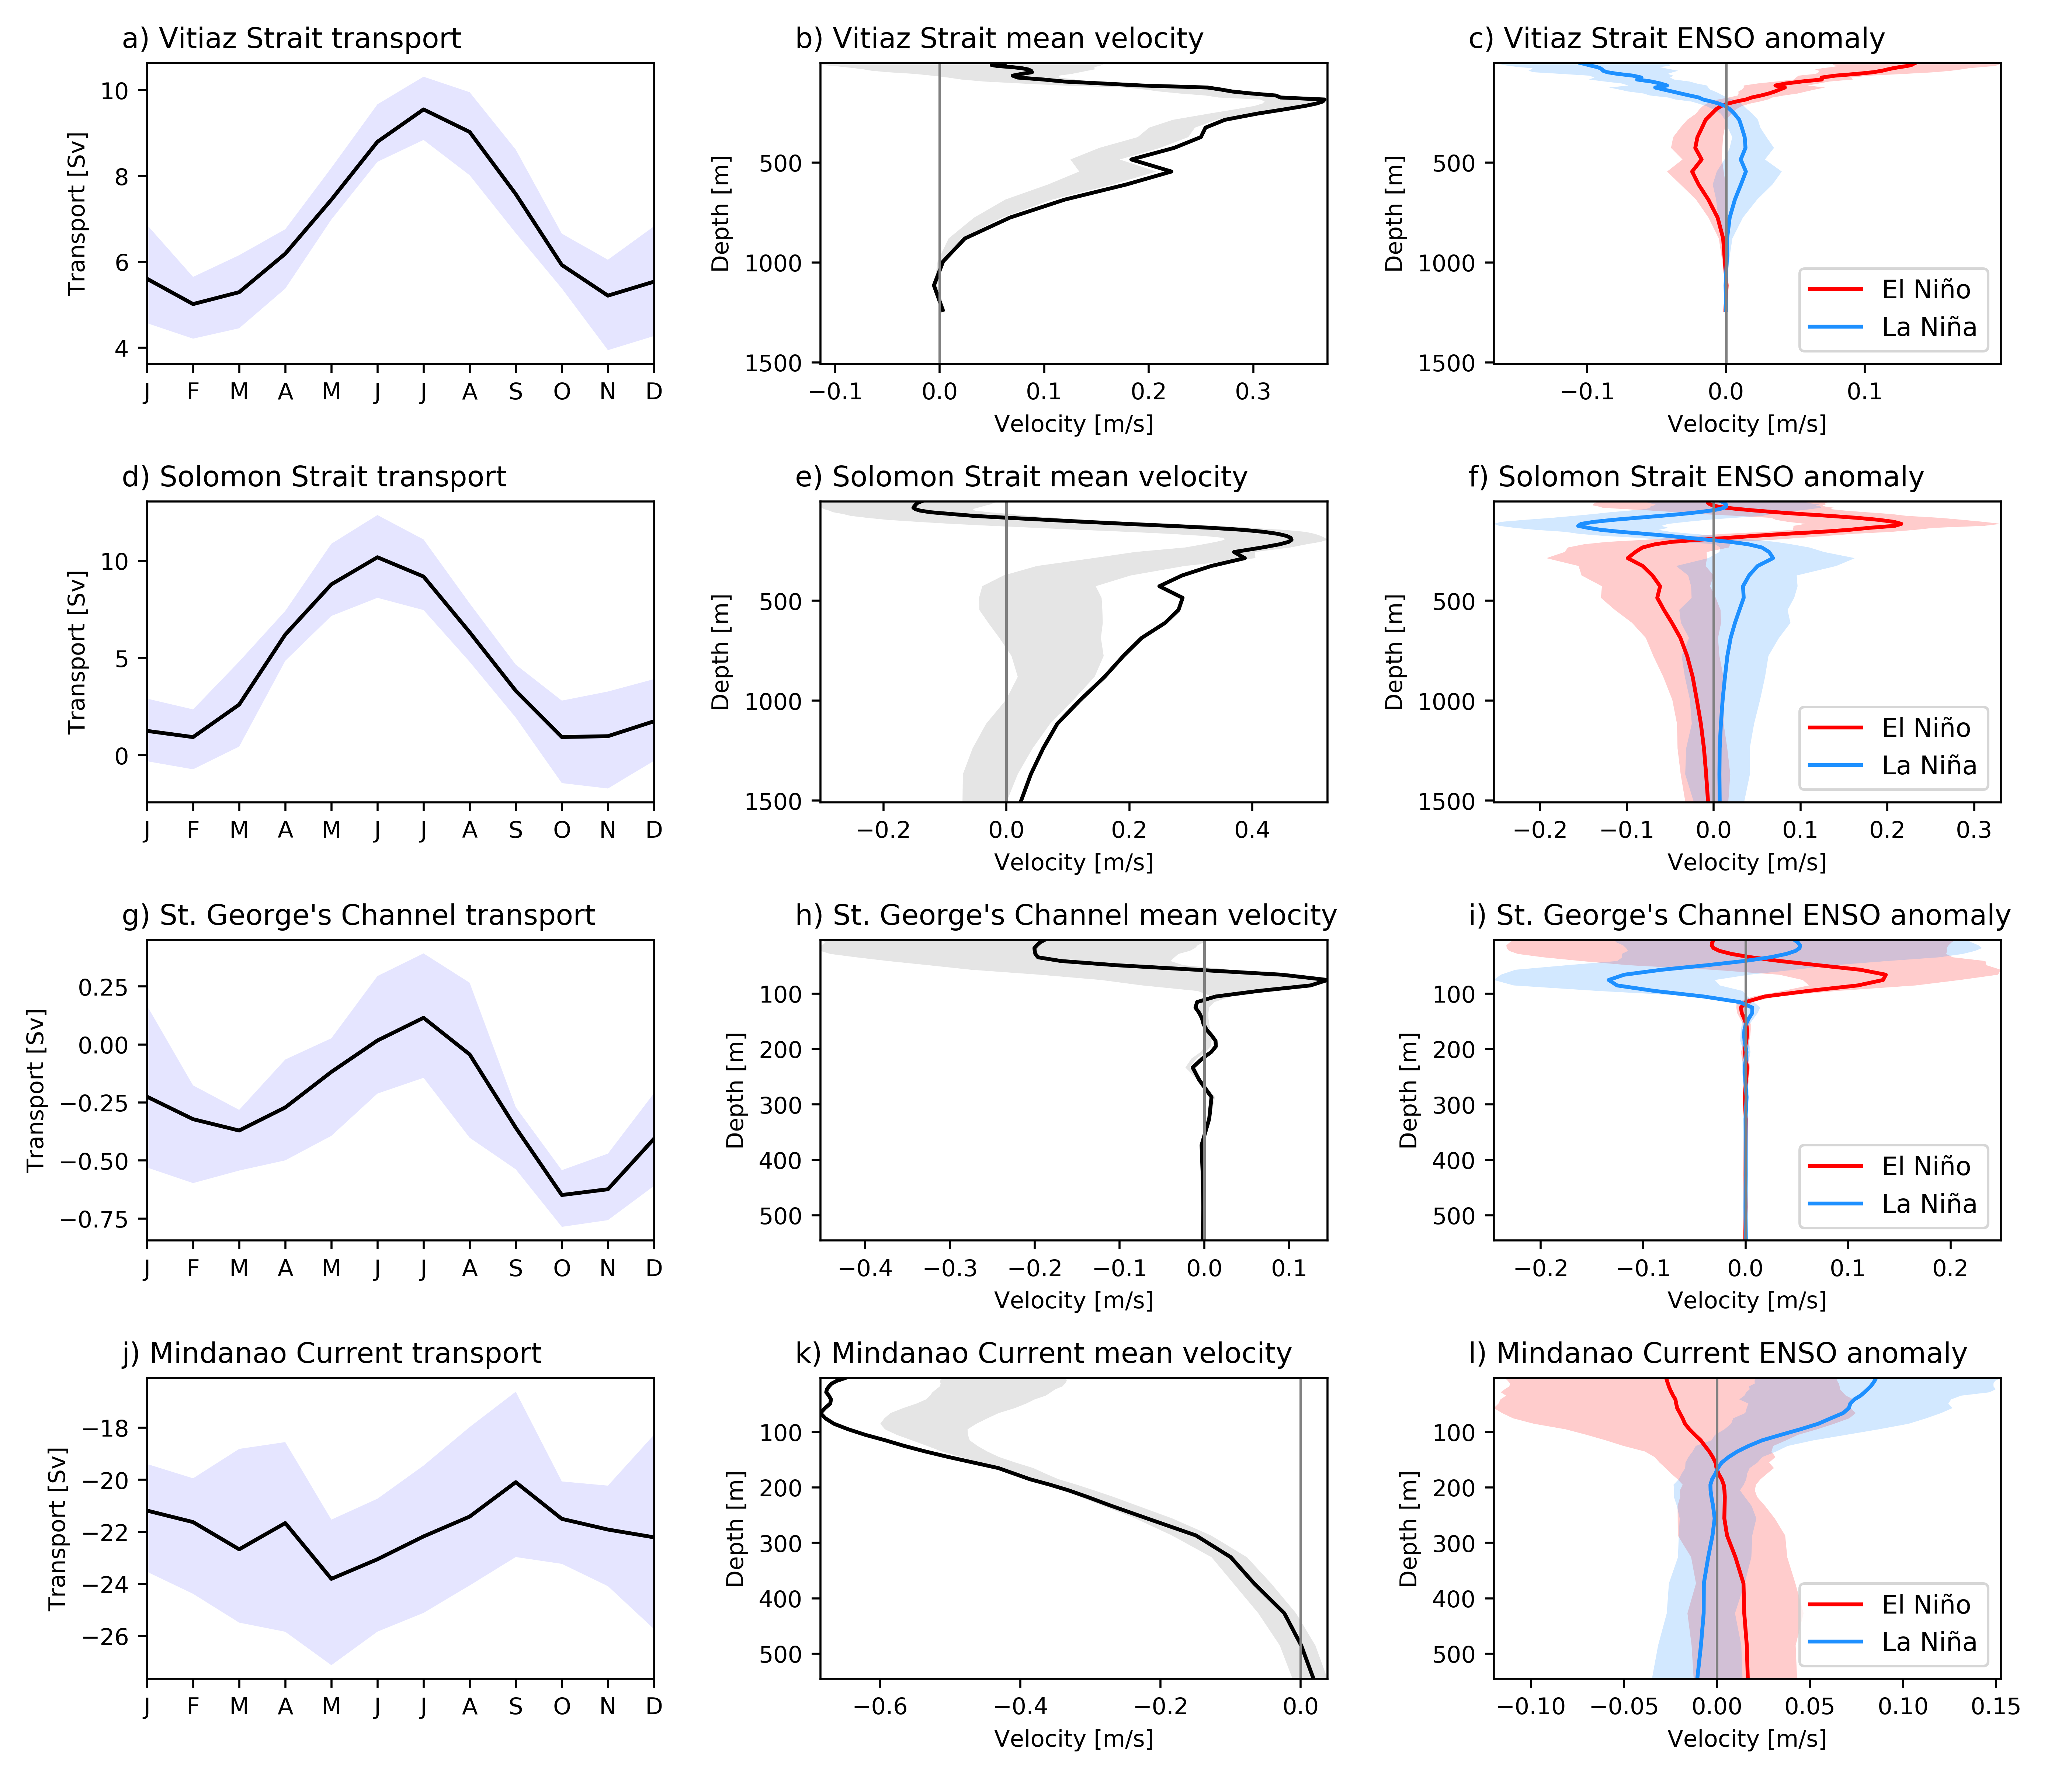 a) Vitiaz Strait transport
Transport [Sv]
10
8
6
4
J F M A M J J A S O N D
b) Vitiaz Strait mean velocity
Depth [m]
500
1000
1500
−0.1 0.0 0.1 0.2 0.3
Velocity [m/s]
c) Vitiaz Strait ENSO anomaly
Depth [m]
500
1000
1500
El Niño
La Niña
−0.1 0.0 0.1
Velocity [m/s]
d) Solomon Strait transport
Transport [Sv]
10
5
0
J F M A M J J A S O N D
e) Solomon Strait mean velocity
Depth [m]
500
1000
1500
−0.2 0.0 0.2 0.4
Velocity [m/s]
f) Solomon Strait ENSO anomaly
Depth [m]
500
1000
1500
El Niño
La Niña
−0.2 −0.1 0.0 0.1 0.2 0.3
Velocity [m/s]
g) St. George's Channel transport
Transport [Sv]
0.25
0.00
−0.25
−0.50
−0.75
J F M A M J J A S O N D
h) St. George's Channel mean velocity
Depth [m]
100
200
300
400
500
−0.4 −0.3 −0.2 −0.1 0.0 0.1
Velocity [m/s]
i) St. George's Channel ENSO anomaly
Depth [m]
100
200
300
400
500
El Niño
La Niña
−0.2 −0.1 0.0 0.1 0.2
Velocity [m/s]
j) Mindanao Current transport
Transport [Sv]
−18
−20
−22
−24
−26
J F M A M J J A S O N D
k) Mindanao Current mean velocity
Depth [m]
100
200
300
400
500
−0.6 −0.4 −0.2 0.0
Velocity [m/s]
l) Mindanao Current ENSO anomaly
Depth [m]
100
200
300
400
500
El Niño
La Niña
−0.10 −0.05 0.00 0.05 0.10 0.15
Velocity [m/s]